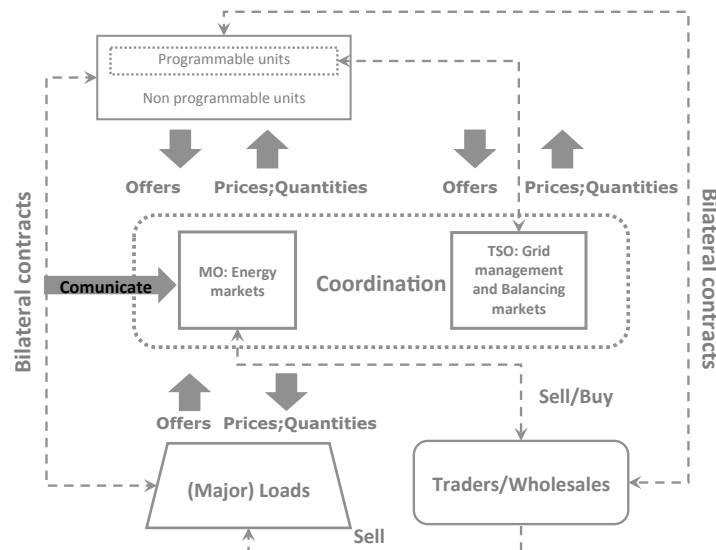 Programmable units
Non programmable units
Offers
Prices;Quantities
Offers
Prices;Quantities
Bilateral contracts
Bilateral contracts
Comunicate
MO: Energy
markets
Coordination
TSO: Grid
management
and Balancing
markets
Offers
Prices;Quantities
Sell/Buy
(Major) Loads
Traders/Wholesales
Sell